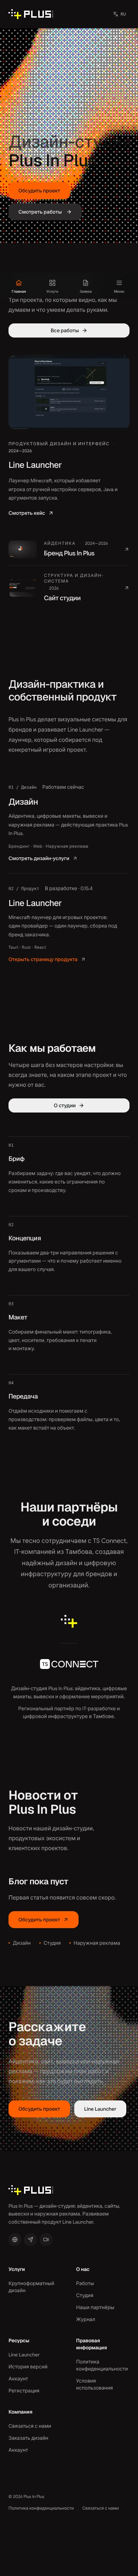 PLUS
RU
Дизайн-сту
Plus In Plu
Обсудить проект
Смотреть работы →
Главная
Услуги
Заявка
Меню
Три проекта, по которым видно, как мы
думаем и что умеем доказать руками.
Все работы →
ПРОДУКТОВЫЙ ДИЗАЙН И ИНТЕРФЕЙС
2024—2026
Line Launcher
Лаунчер Minecraft, который избавляет
игрока от ручной настройки серверов, Java и
аргументов запуска.
Смотреть кейс ↗
АЙДЕНТИКА 2024—2026
Бренд Plus In Plus
СТРУКТУРА И ДИЗАЙН-
СИСТЕМА
2026
Сайт студии
Дизайн-практика и
собственный продукт
Plus In Plus делает визуальные системы для
брендов и развивает Line Launcher —
лаунчер, который собирается под
конкретный игровой проект.
01 / Дизайн Работаем сейчас
Дизайн
Айдентика, цифровые макеты, вывески и
наружная реклама — действующая практика Plus
In Plus.
Брендинг · Web · Наружная реклама
Смотреть дизайн-услуги ↗
02 / Продукт В разработке · 0.15.4
Line Launcher
Minecraft лаунчер для игровых проектов:
один провайдер — один лаунчер, сборка под
бренд заказчика.
Tauri · Rust · React
Открыть страницу продукта ↗
Как мы работаем
Четыре шага без мастерской мистики: вы
всегда знаете, на каком этапе проект и что
нужно от вас.
О студии →
01
Бриф
Разбираем задачу: где вас увидят, что должно
измениться, какие есть ограничения по
срокам и производству.
02
Концепция
Показываем два-три направления решения с
аргументами — и почему работает именно
для вашего случая.
03
Макет
Собираем финальный макет: типографика,
цвет, носители, требования к печати
и монтажу.
04
Передача
Отдаём исходники и помогаем с
производством: проверяем файлы, цвета и то,
как макет встаёт на объект.
Наши партнёры
и соседи
Мы тесно сотрудничаем с TS Connect,
IT-компанией из Тамбова, создавая
надёжный дизайн и цифровую
инфраструктуру для брендов и
организаций.
TS CONNECT
Дизайн-студия Plus In Plus: айдентика, цифровые
макеты, вывески и оформление мероприятий.
Региональный партнёр по IT-разработке и
цифровой инфраструктуре в Тамбове.
Новости от
Plus In Plus
Новости нашей дизайн-студии,
продуктовых экосистем и
клиентских проектов.
Блог пока пуст
Первая статья появится совсем скоро.
Обсудить проект ↗
• Дизайн • Студия • Наружная реклама
Расскажите
о задаче
Обсудить проект
Line Launcher
PLUS
Plus In Plus — дизайн-студия: айдентика, сайты,
вывески и наружная реклама. Развиваем
собственный продукт Line Launcher.
Услуги
О нас
Крупноформатный
дизайн
Работы
Студия
Наши партнёры
Журнал
Ресурсы
Правовая
информация
Line Launcher
История версий
Аккаунт
Регистрация
Политика
конфиденциальности
Условия
использования
Компания
Связаться с нами
Заказать дизайн
Аккаунт
© 2026 Plus In Plus
Политика конфиденциальности Связаться с нами